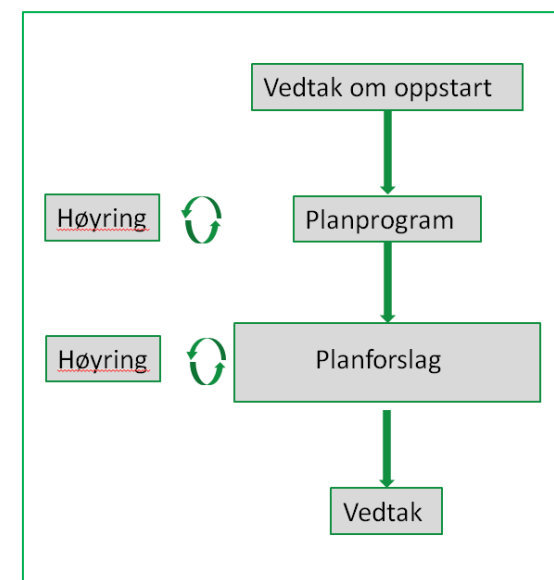 Vedtak om oppstart
Høyring
Planprogram
Høyring
Planforslag
Vedtak